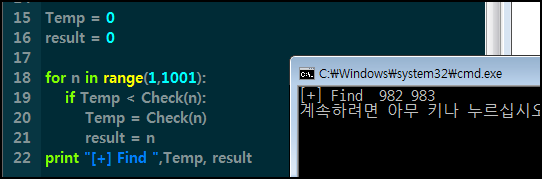 15 Temp = 0
16 result = 0
17
18 for n in range(1,1001):
19 if Temp < Check(n):
20 Temp = Check(n)
21 result = n
22 print "[+] Find ",Temp, result
C:\Windows\system32\cmd.exe
[+] Find  982 983
계속하려면 아무 키나 누르십시오